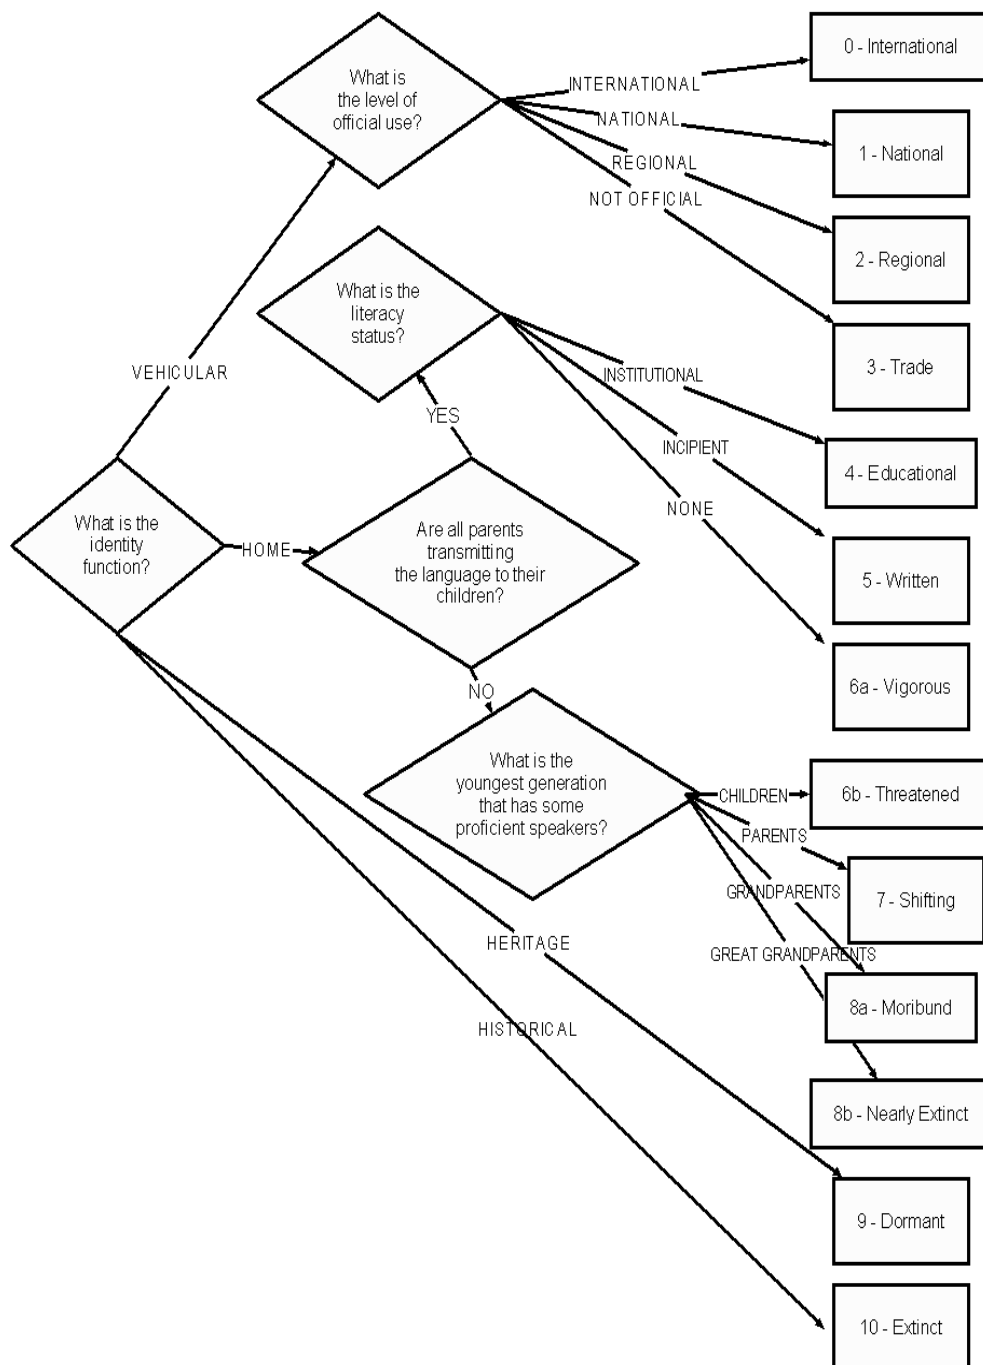 What is
the level of
official use?
INTERNATIONAL
NATIONAL
REGIONAL
NOT OFFICIAL
0 - International
1 - National
2 - Regional
3 - Trade
What is the
literacy
status?
VEHICULAR
INSTITUTIONAL
INCIPIENT
NONE
YES
4 - Educational
5 - Written
6a - Vigorous
What is the
identity
function?
HOME
Are all parents
transmitting
the language to their
children?
NO
What is the
youngest generation
that has some
proficient speakers?
CHILDREN
PARENTS
GRANDPARENTS
GREAT GRANDPARENTS
6b - Threatened
7 - Shifting
8a - Moribund
8b - Nearly Extinct
HERITAGE
HISTORICAL
9 - Dormant
10 - Extinct